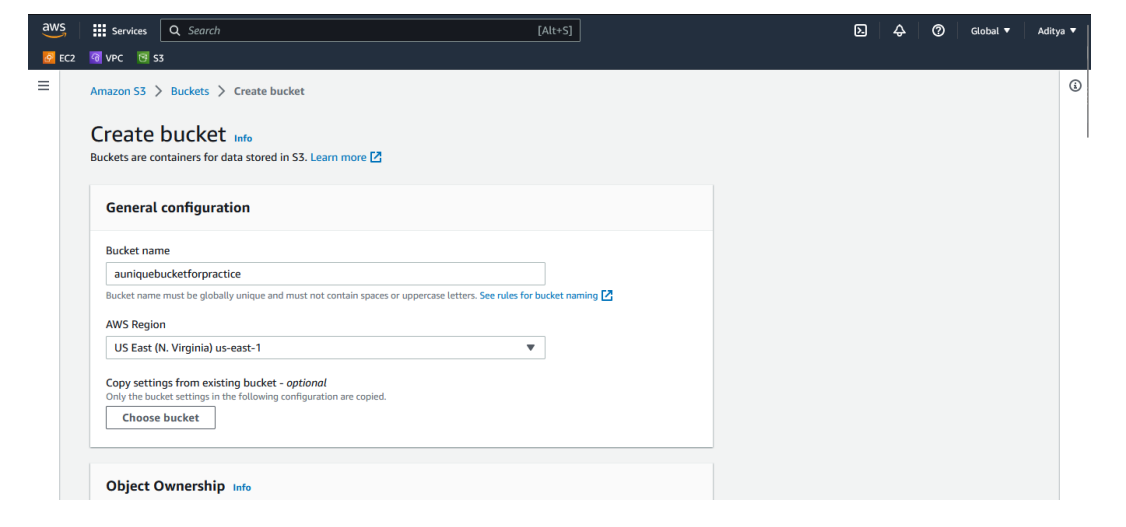 aws
Services
Search
[Alt+S]
Global
Aditya
EC2
VPC
S3
Amazon S3 > Buckets > Create bucket
Create bucket Info
Buckets are containers for data stored in S3. Learn more
General configuration
Bucket name
auniquebucketforpractice
Bucket name must be globally unique and must not contain spaces or uppercase letters. See rules for bucket naming
AWS Region
US East (N. Virginia) us-east-1
Copy settings from existing bucket - optional
Only the bucket settings in the following configuration are copied.
Choose bucket
Object Ownership Info